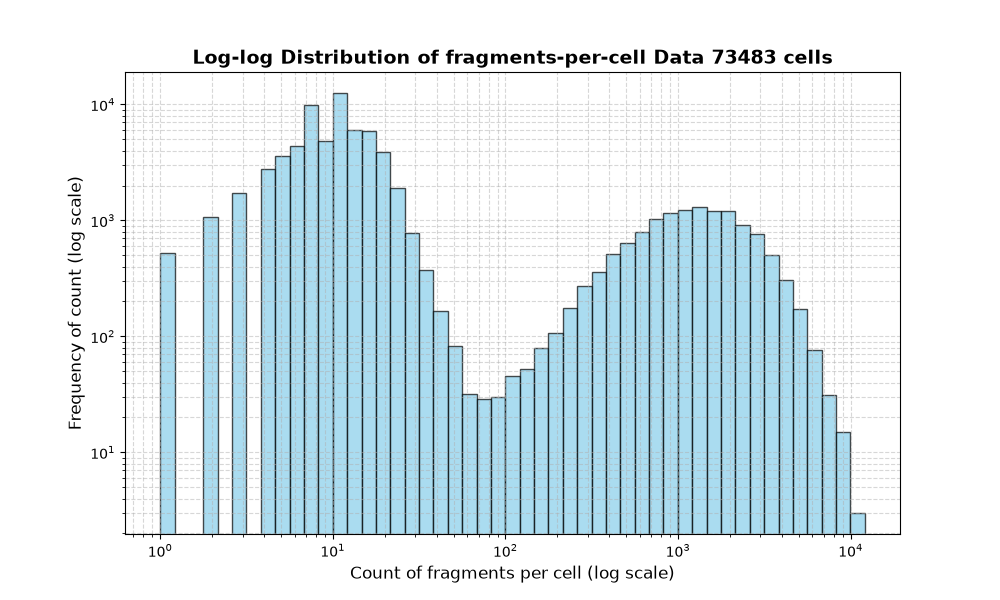 Log-log Distribution of fragments-per-cell Data 73483 cells
Frequency of count (log scale)
10⁴
10³
10²
10¹
10⁰ 10¹ 10² 10³ 10⁴
Count of fragments per cell (log scale)